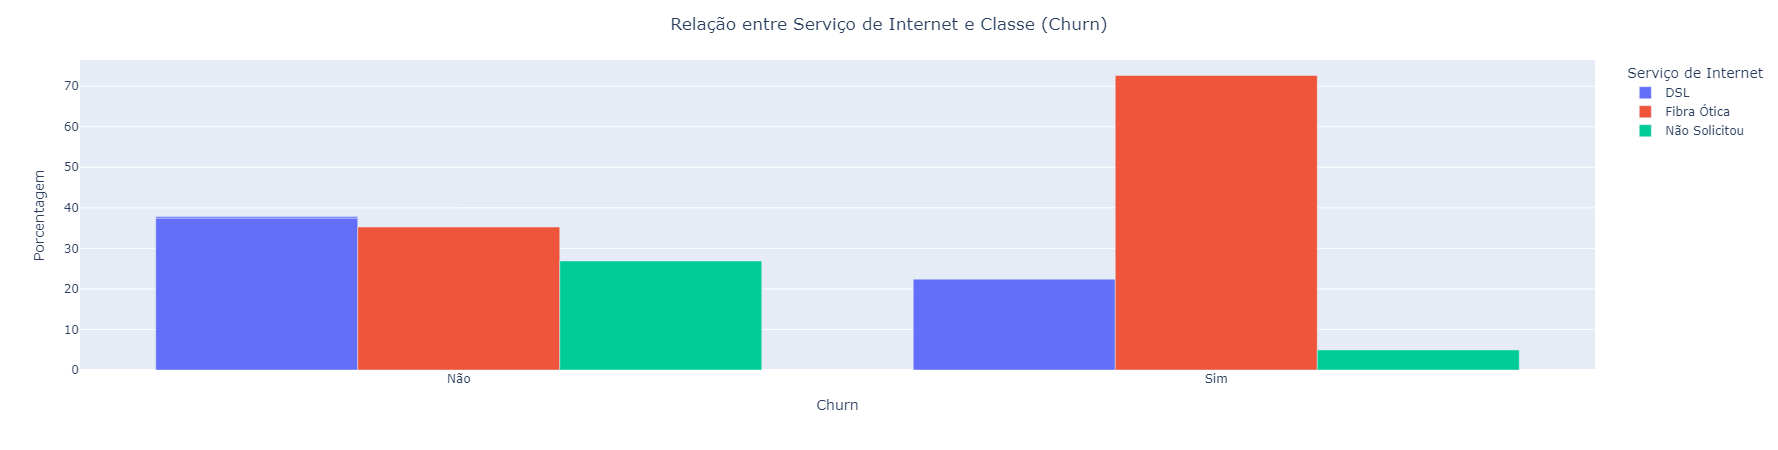 Relação entre Serviço de Internet e Classe (Churn)
Serviço de Internet
DSL
Fibra Ótica
Não Solicitou
Porcentagem
70
60
50
40
30
20
10
0
Não
Sim
Churn